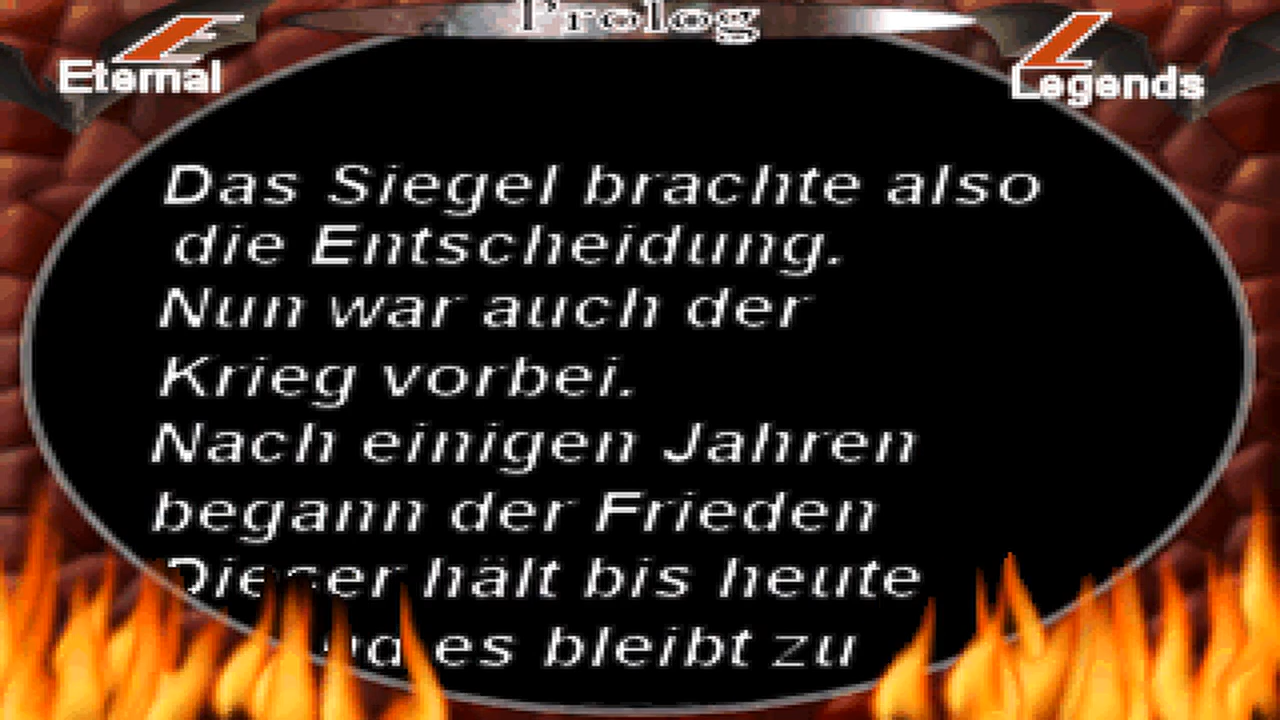 Prolog
Eternal
Legends
Das Siegel brachte also
die Entscheidung.
Nun war auch der
Krieg vorbei.
Nach einigen Jahren
begann der Frieden
Dieser hält bis heute
es bleibt zu